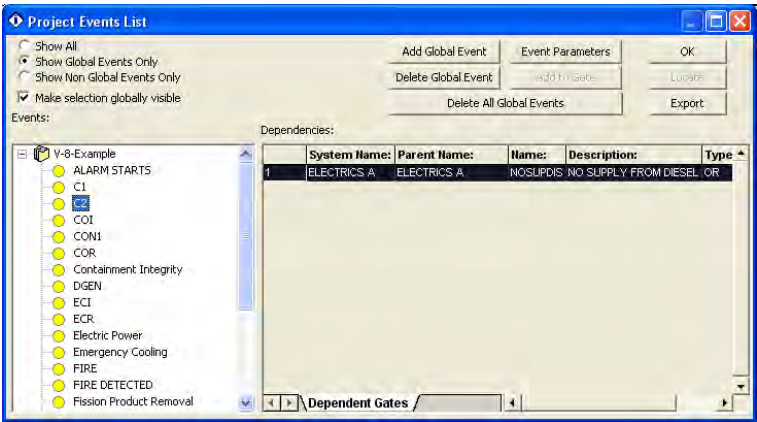 Project Events List
Show All
Show Global Events Only
Show Non Global Events Only
Make selection globally visible
Add Global Event
Event Parameters
OK
Delete Global Event
Add to Gate
Locate
Delete All Global Events
Export
Events:
Dependencies:
V-8-Example
ALARM STARTS
C1
C2
COI
CON1
COR
Containment Integrity
DGEN
ECI
ECR
Electric Power
Emergency Cooling
FIRE
FIRE DETECTED
Fission Product Removal
System Name: Parent Name: Name: Description: Type
1 ELECTRICS A ELECTRICS A NOSUPDIS NO SUPPLY FROM DIESEL OR
Dependent Gates